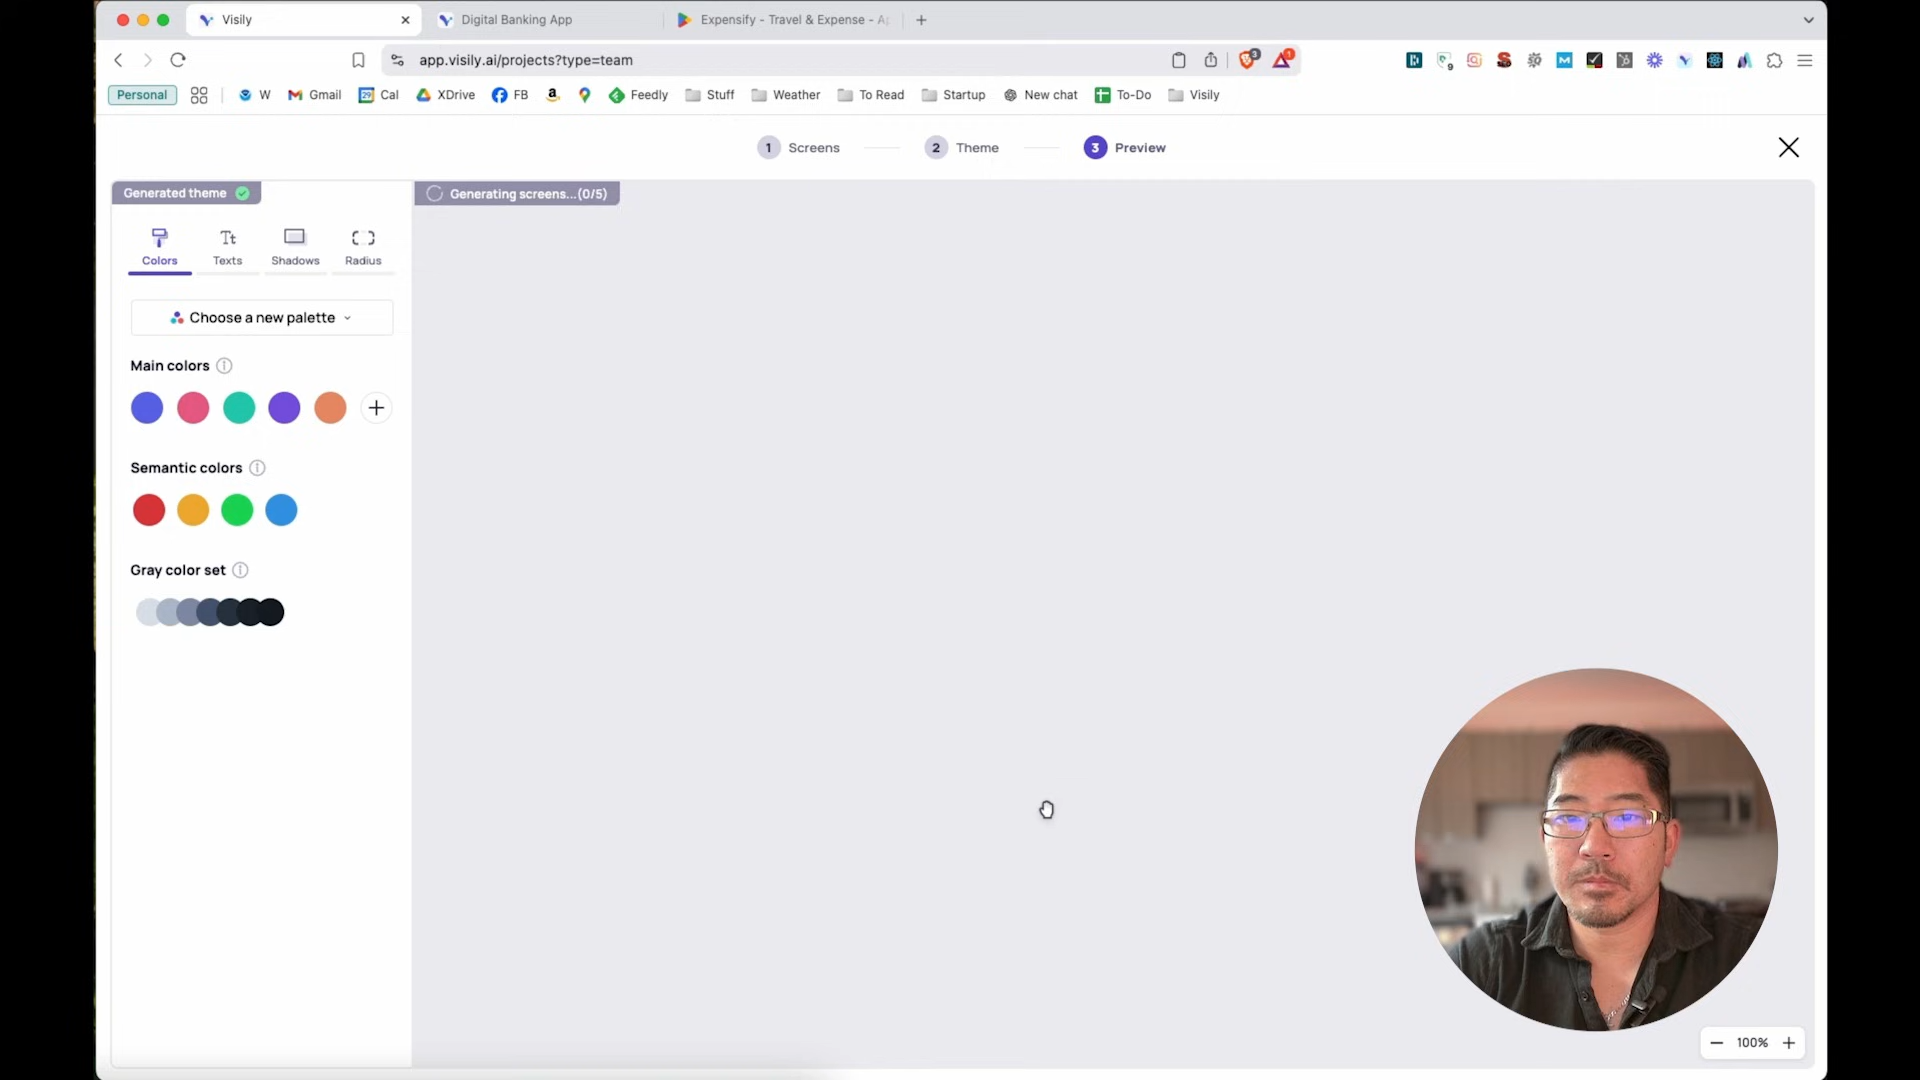 Visily
Digital Banking App
Expensify - Travel & Expense - A
app.visily.ai/projects?type=team
Personal
W
Gmail
Cal
XDrive
FB
Feedly
Stuff
Weather
To Read
Startup
New chat
To-Do
Visily
1 Screens
2 Theme
3 Preview
Generated theme
Generating screens...(0/5)
Colors
Tt Texts
Shadows
Radius
Choose a new palette
Main colors
Semantic colors
Gray color set
100%